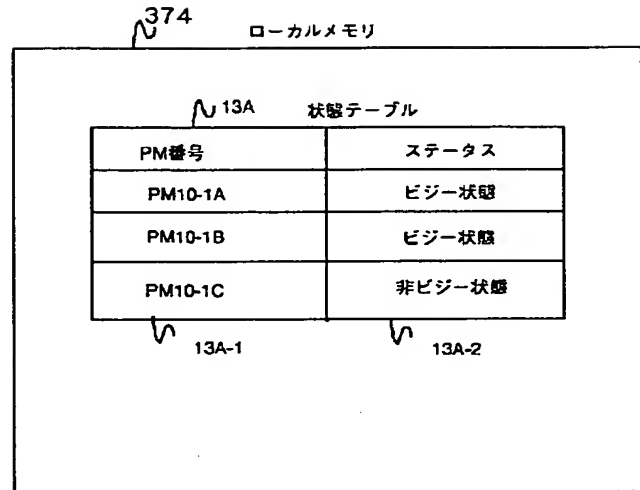 374
ローカルメモリ
13A
状態テーブル
PM番号 ステータス
PM10-1A ビジー状態
PM10-1B ビジー状態
PM10-1C 非ビジー状態
13A-1 13A-2